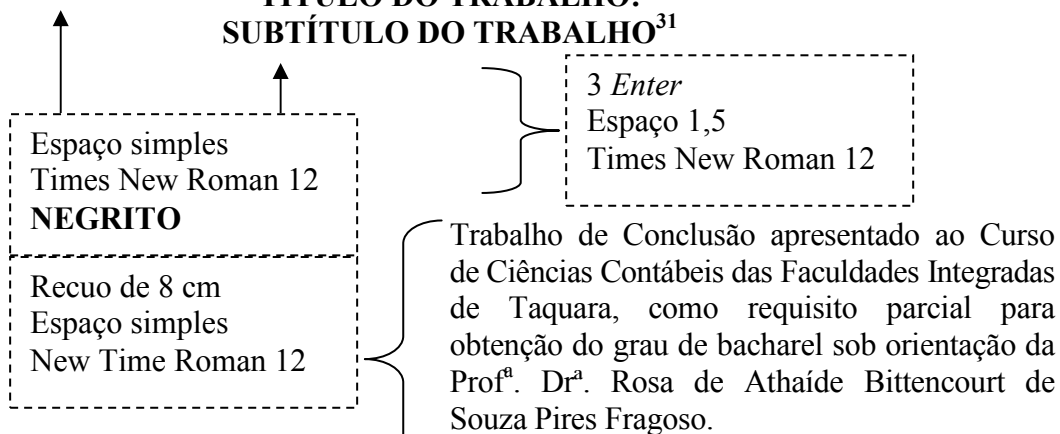 TÍTULO DO TRABALHO:
SUBTÍTULO DO TRABALHO31
3 Enter
Espaço 1,5
Times New Roman 12
Espaço simples
Times New Roman 12
NEGRITO
Recuo de 8 cm
Espaço simples
New Time Roman 12
Trabalho de Conclusão apresentado ao Curso
de Ciências Contábeis das Faculdades Integradas
de Taquara, como requisito parcial para
obtenção do grau de bacharel sob orientação da
Profª. Drª. Rosa de Athaíde Bittencourt de
Souza Pires Fragoso.